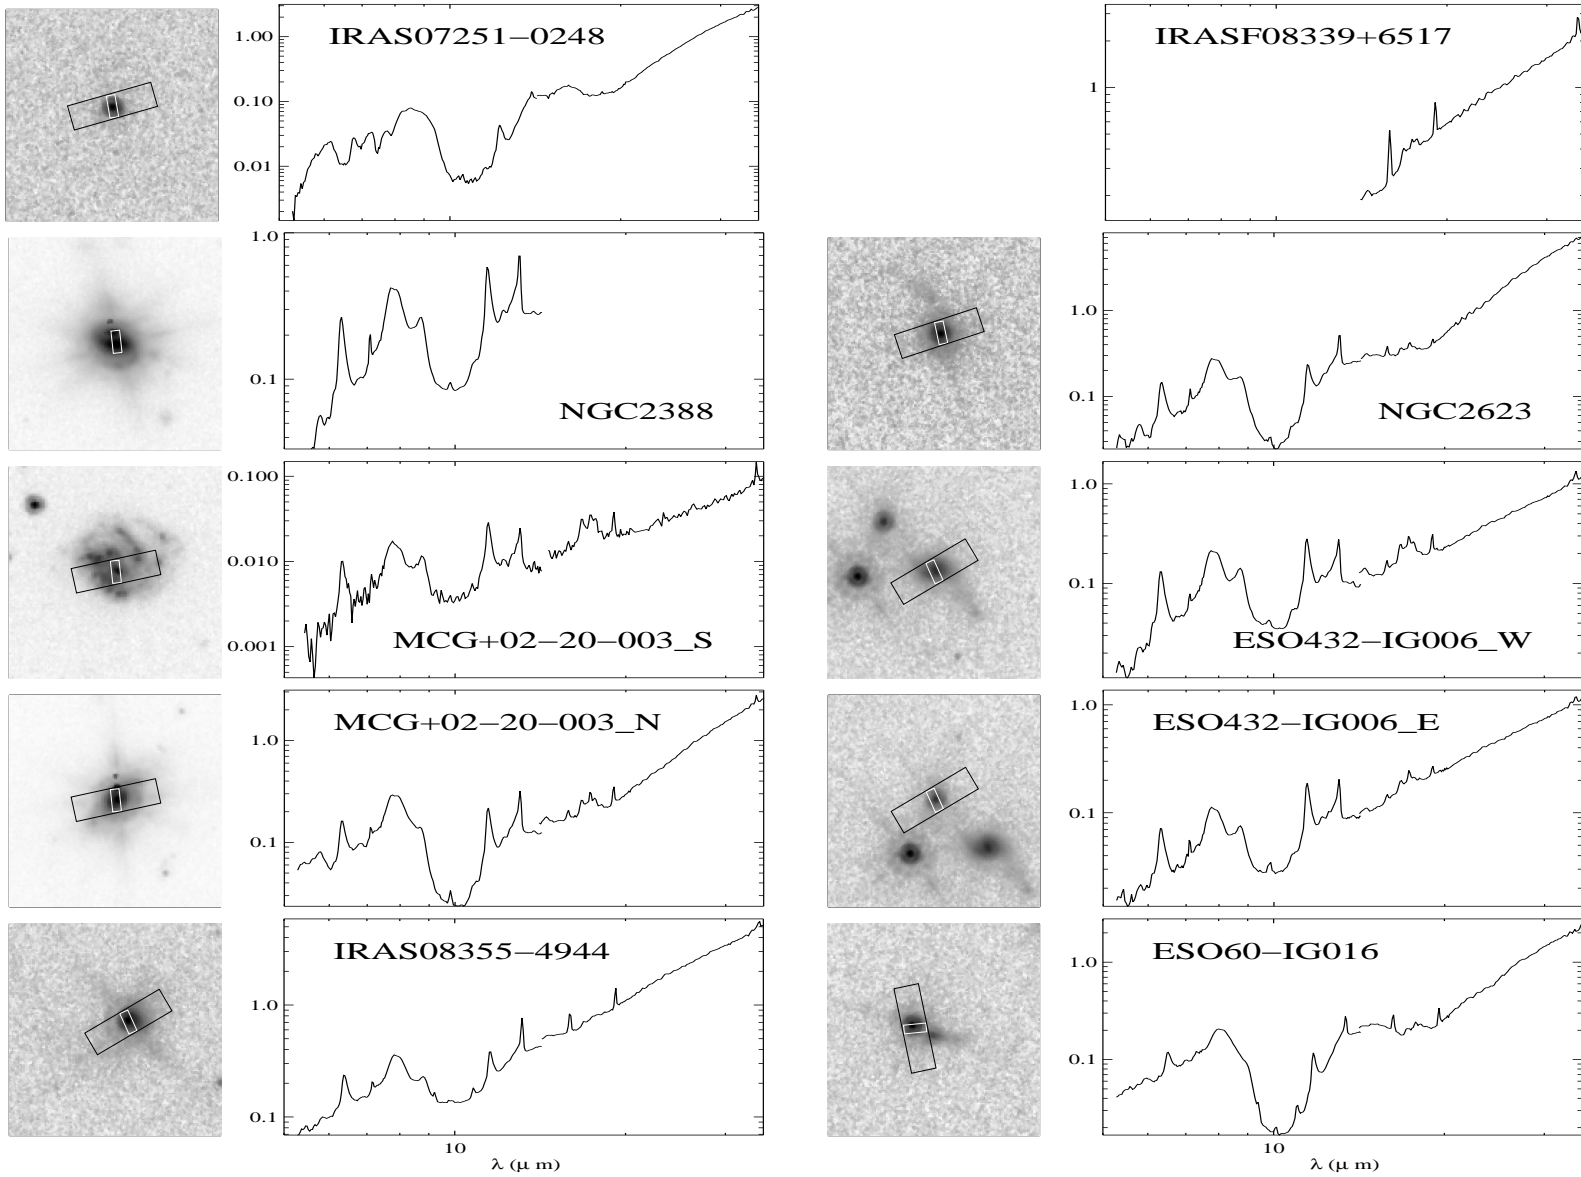 1.00
0.10
0.01
IRAS07251−0248
1
IRASF08339+6517
1.0
0.1
NGC2388
1.0
0.1
NGC2623
0.100
0.010
0.001
MCG+02−20−003_S
1.0
0.1
ESO432−IG006_W
1.0
0.1
MCG+02−20−003_N
1.0
0.1
ESO432−IG006_E
1.0
0.1
IRAS08355−4944
10
λ (μ m)
1.0
0.1
ESO60−IG016
10
λ (μ m)